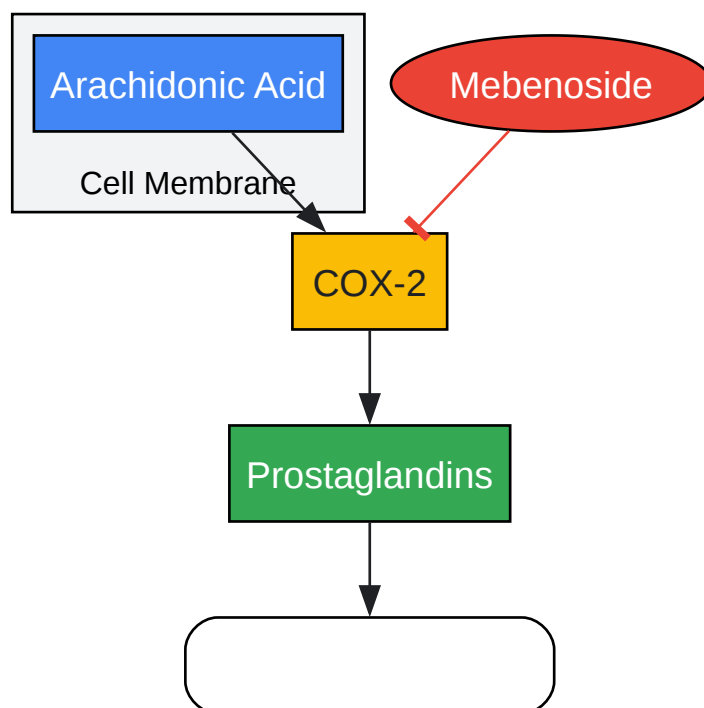 Arachidonic Acid
Mebenoside
Cell Membrane
COX-2
Prostaglandins